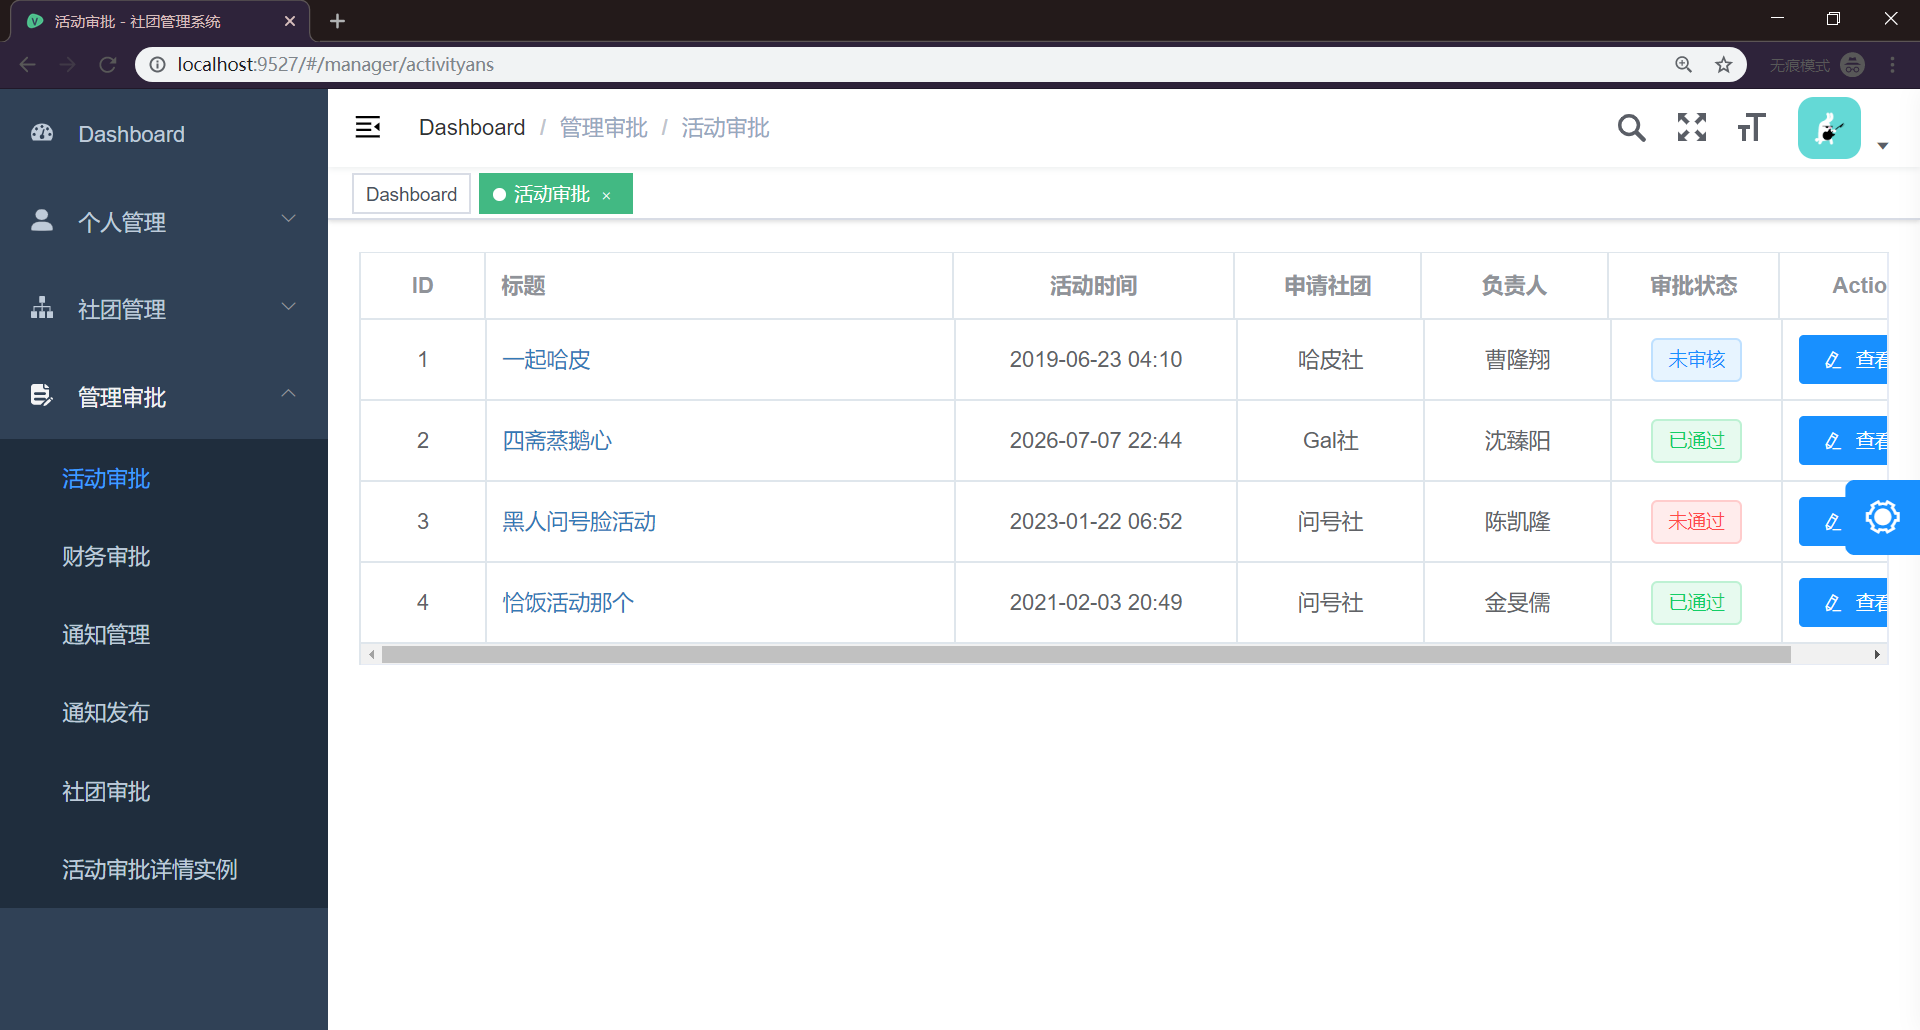 活动审批 - 社团管理系统
localhost:9527/#/manager/activityans
无痕模式
Dashboard
个人管理
社团管理
管理审批
活动审批
财务审批
通知管理
通知发布
社团审批
活动审批详情实例
Dashboard / 管理审批 / 活动审批
Dashboard
活动审批 ×
ID 标题 活动时间 申请社团 负责人 审批状态 Actio
1 一起哈皮 2019-06-23 04:10 哈皮社 曹隆翔 未审核 查看
2 四斋蒸鹅心 2026-07-07 22:44 Gal社 沈臻阳 已通过 查看
3 黑人问号脸活动 2023-01-22 06:52 问号社 陈凯隆 未通过
4 恰饭活动那个 2021-02-03 20:49 问号社 金旻儒 已通过 查看